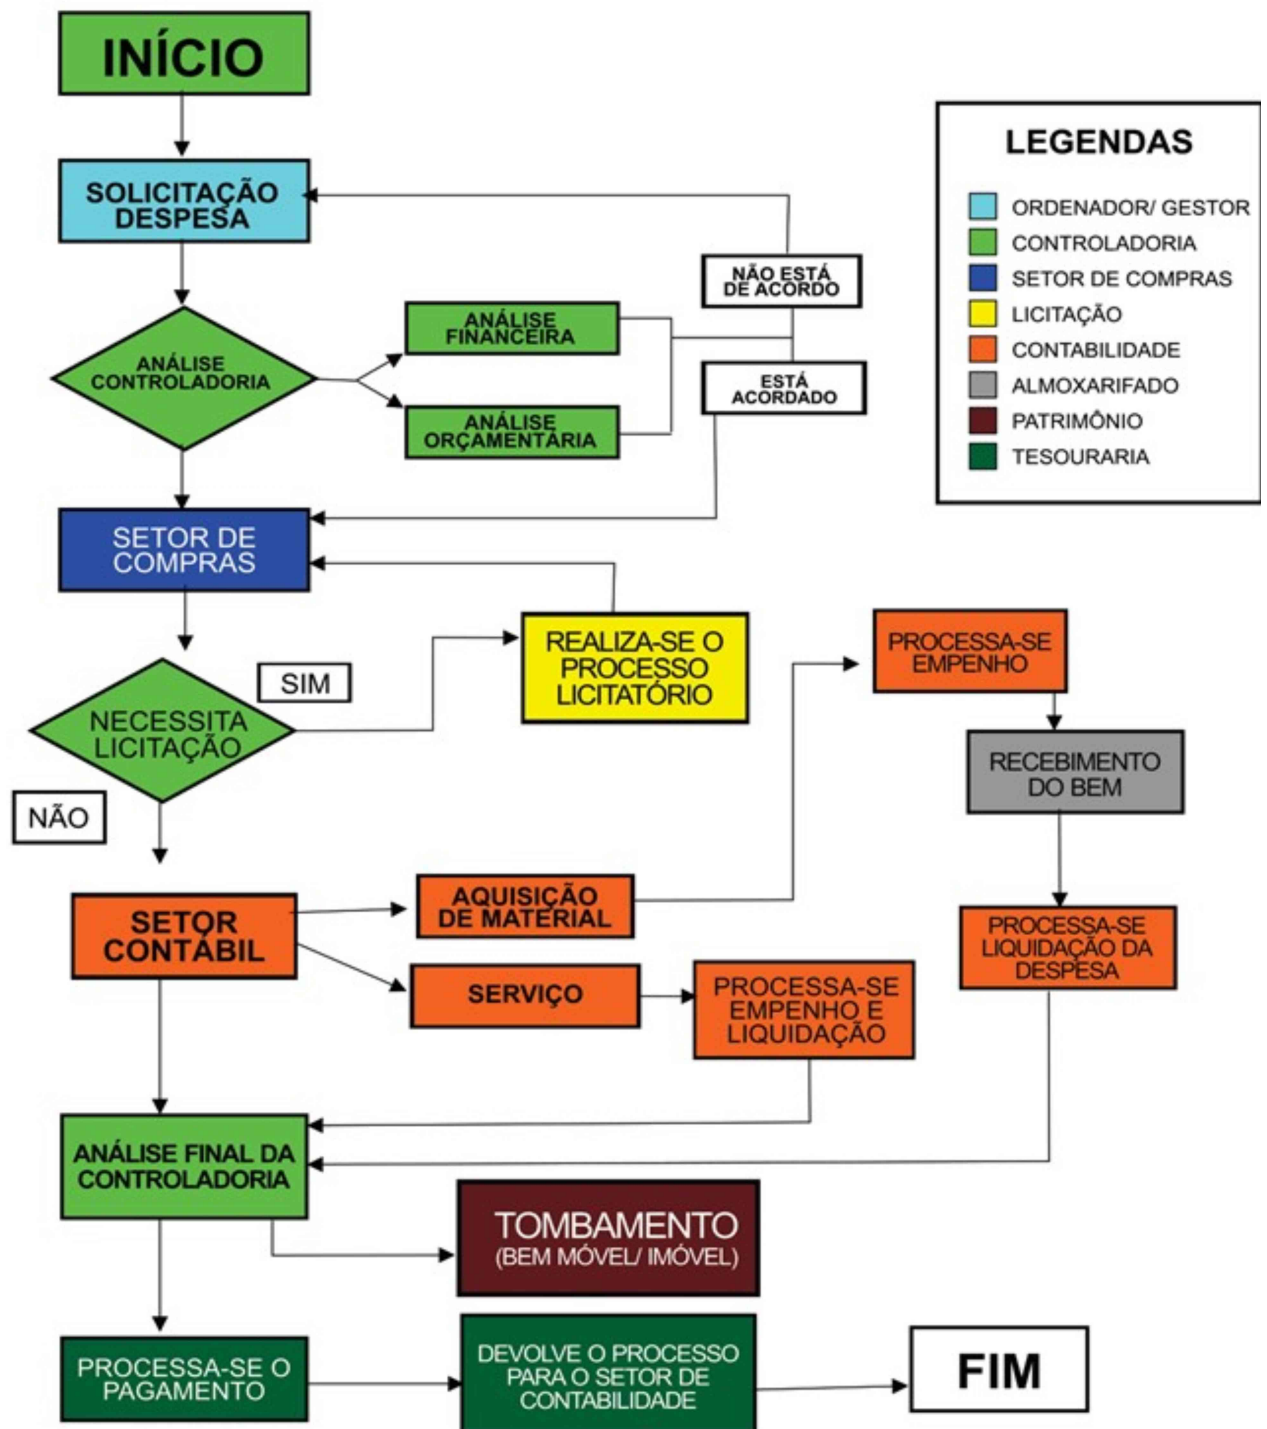 INÍCIO
SOLICITAÇÃO
DESPESA
NÃO ESTÁ
DE ACORDO
ANÁLISE
FINANCEIRA
ANÁLISE
CONTROLADORIA
ESTÁ
ACORDADO
ANÁLISE
ORÇAMENTÁRIA
LEGENDAS
ORDENADOR/ GESTOR
CONTROLADORIA
SETOR DE COMPRAS
LICITAÇÃO
CONTABILIDADE
ALMOXARIFADO
PATRIMÔNIO
TESOURARIA
SETOR DE
COMPRAS
REALIZA-SE O
PROCESSO
LICITATÓRIO
PROCESSA-SE
EMPENHO
SIM
NECESSITA
LICITAÇÃO
NÃO
RECEBIMENTO
DO BEM
SETOR
CONTÁBIL
AQUISIÇÃO
DE MATERIAL
SERVIÇO
PROCESSA-SE
EMPENHO E
LIQUIDAÇÃO
PROCESSA-SE
LIQUIDAÇÃO DA
DESPESA
ANÁLISE FINAL DA
CONTROLADORIA
TOMBAMENTO
(BEM MÓVEL/ IMÓVEL)
PROCESSA-SE O
PAGAMENTO
DEVOLVE O PROCESSO
PARA O SETOR DE
CONTABILIDADE
FIM